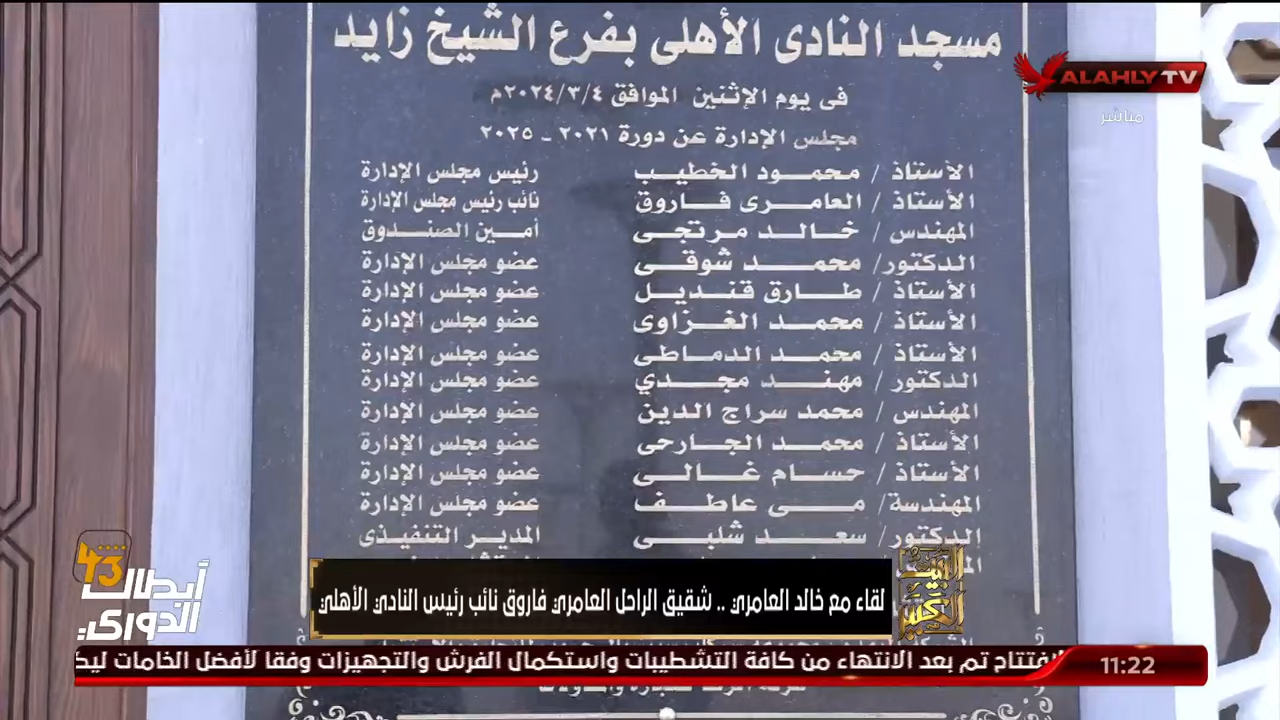 مسجد النادى الأهلى بفرع الشيخ زايد
فى يوم الإثنين الموافق ٢٠٢٤/٣/٤م
مجلس الإدارة عن دورة ٢٠٢١ - ٢٠٢٥
الأستاذ / محمود الخطيب رئيس مجلس الإدارة
الأستاذ / العامرى فاروق نائب رئيس مجلس الإدارة
المهندس / خالد مرتجى أمين الصندوق
الدكتور/ محمد شوقى عضو مجلس الإدارة
الأستاذ / طارق قنديل عضو مجلس الإدارة
الأستاذ / محمد الغزاوى عضو مجلس الإدارة
الأستاذ / محمد الدماطى عضو مجلس الإدارة
الدكتور / مهند مجدي عضو مجلس الإدارة
المهندس / محمد سراج الدين عضو مجلس الإدارة
الأستاذ / محمد الجارحى عضو مجلس الإدارة
الأستاذ / حسام غالى عضو مجلس الإدارة
المهندسة/ مى عاطف عضو مجلس الإدارة
الدكتور/ سعد شلبى المدير التنفيذى
ALAHLY TV
مباشر
43
أبطال
الدوري
البيت
الكبير
لقاء مع خالد العامري .. شقيق الراحل العامري فاروق نائب رئيس النادي الأهلي
الافتتاح تم بعد الانتهاء من كافة التشطيبات واستكمال الفرش والتجهيزات وفقا لأفضل الخامات
11:22